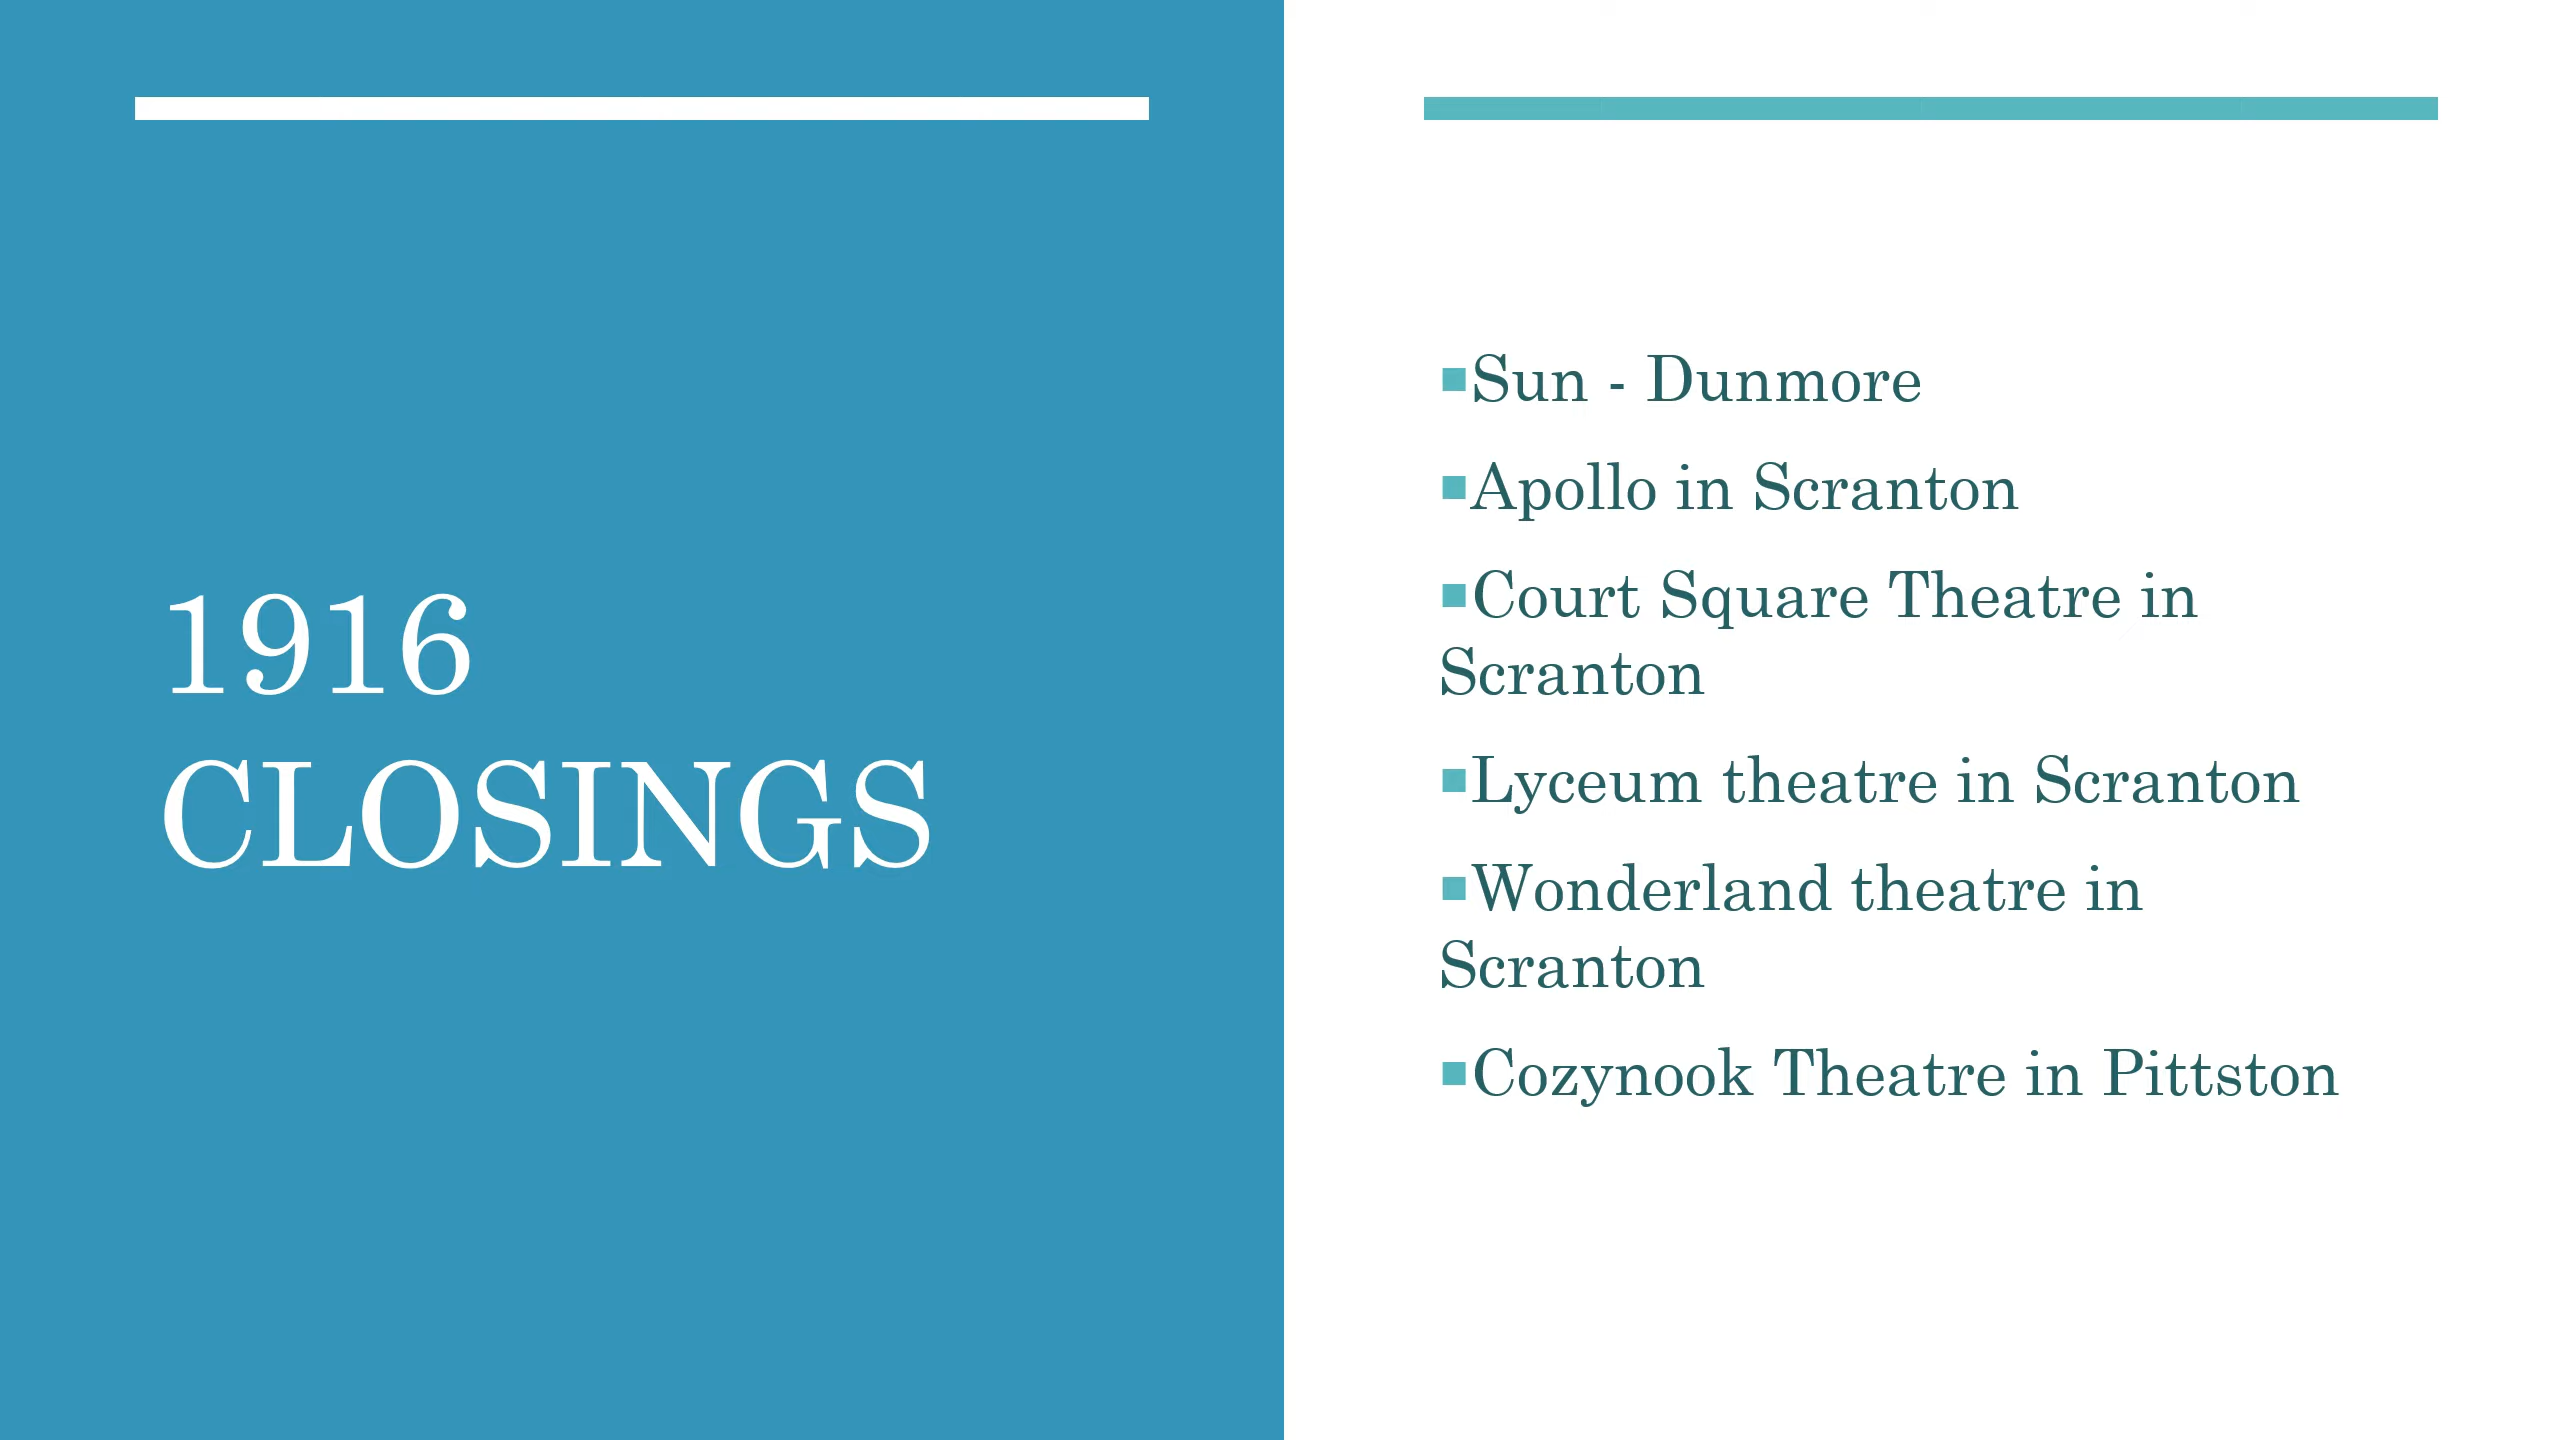 1916
CLOSINGS
▪Sun - Dunmore
▪Apollo in Scranton
▪Court Square Theatre in
Scranton
▪Lyceum theatre in Scranton
▪Wonderland theatre in
Scranton
▪Cozynook Theatre in Pittston